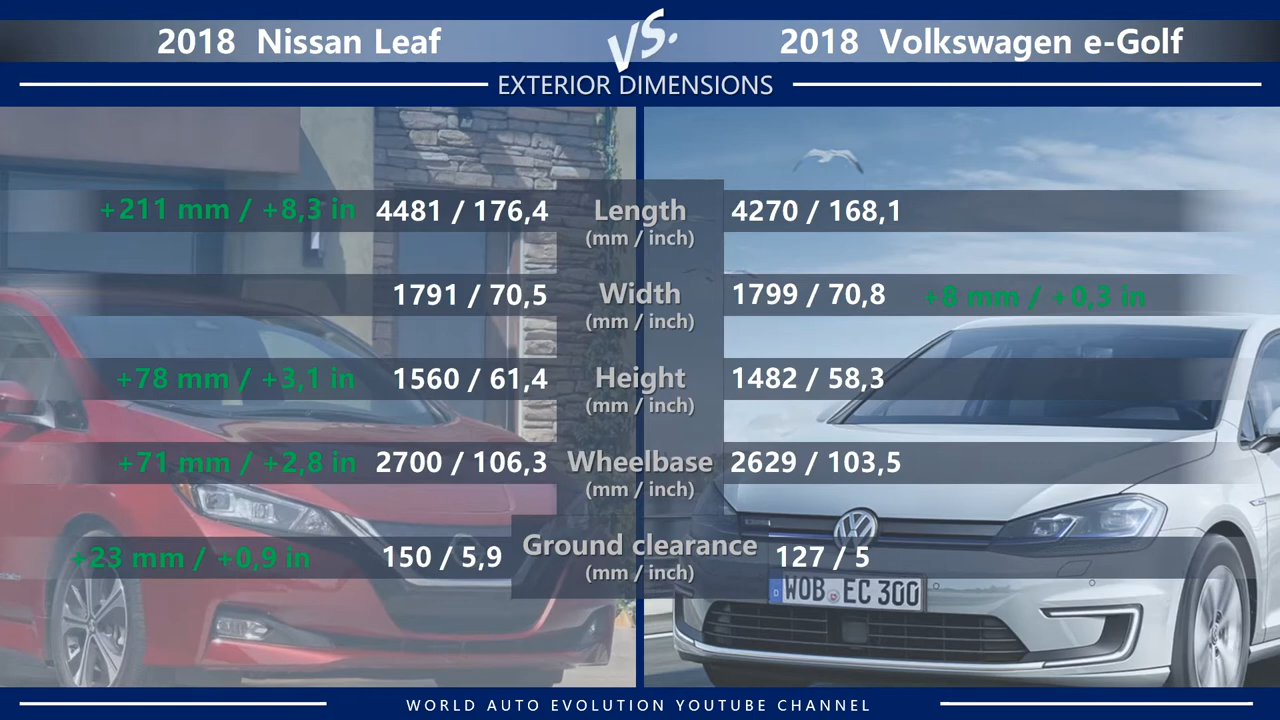 2018 Nissan Leaf
VS.
2018 Volkswagen e-Golf
EXTERIOR DIMENSIONS
+211 mm / +8,3 in 4481 / 176,4 Length 4270 / 168,1
(mm / inch)
1791 / 70,5 Width 1799 / 70,8 +8 mm / +0,3 in
(mm / inch)
+78 mm / +3,1 in 1560 / 61,4 Height 1482 / 58,3
(mm / inch)
+71 mm / +2,8 in 2700 / 106,3 Wheelbase 2629 / 103,5
(mm / inch)
+23 mm / +0,9 in 150 / 5,9 Ground clearance 127 / 5
(mm / inch)
D WOB EC 300
WORLD AUTO EVOLUTION YOUTUBE CHANNEL